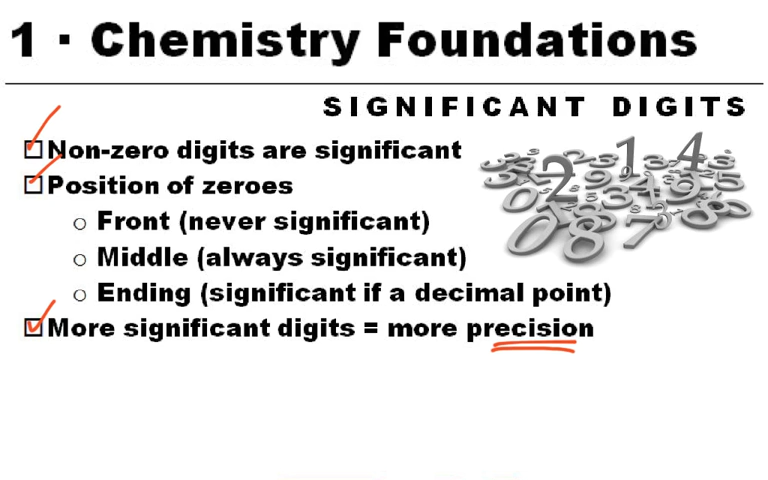 1 · Chemistry Foundations
SIGNIFICANT DIGITS
Non-zero digits are significant
Position of zeroes
Front (never significant)
Middle (always significant)
Ending (significant if a decimal point)
More significant digits = more precision